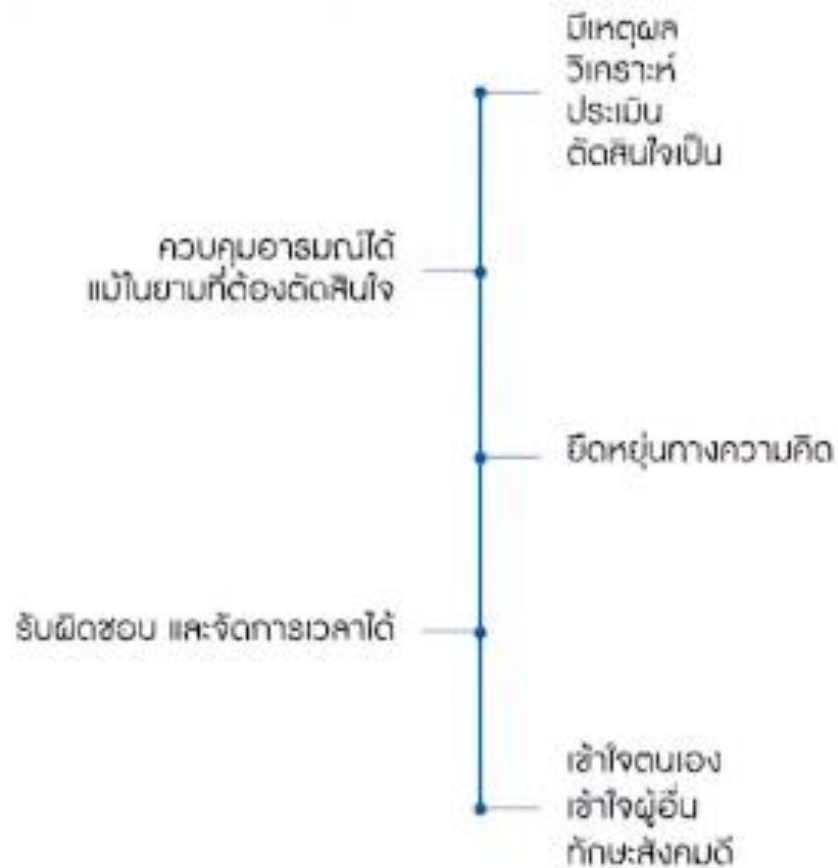 มีเหตุผล
วิเคราะห์
ประเมิน
ตัดสินใจเป็น
ควบคุมอารมณ์ได้
แม้ในยามที่ต้องตัดสินใจ
ยืดหยุ่นทางความคิด
รับผิดชอบ และจัดการเวลาได้
เข้าใจตนเอง
เข้าใจผู้อื่น
ทักษะสังคมดี